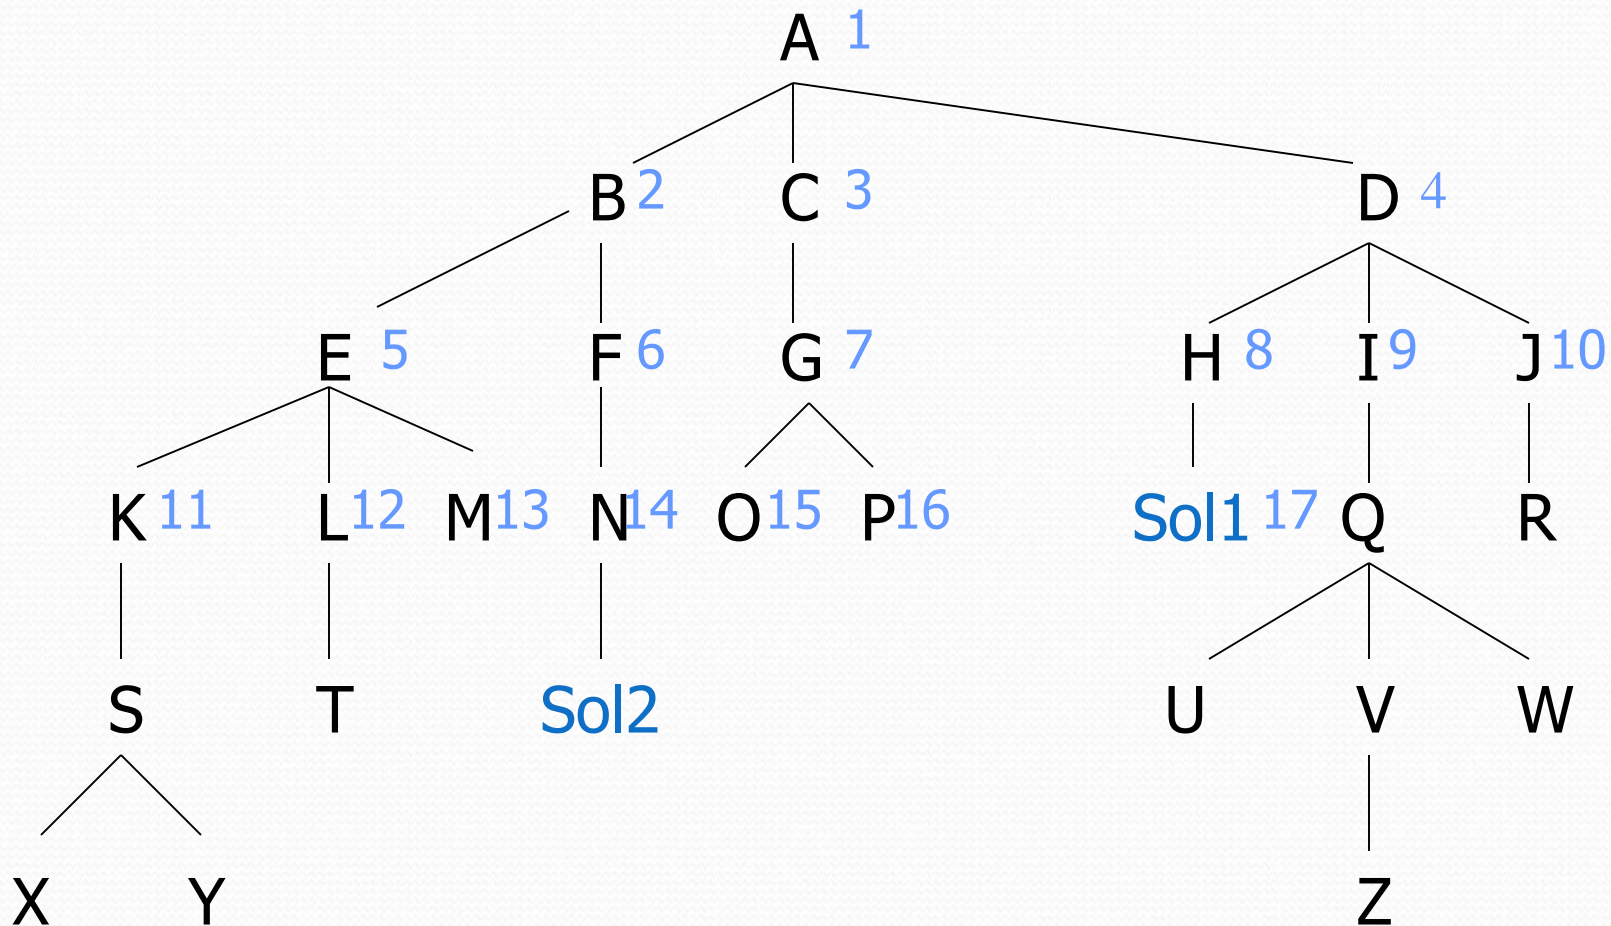 A 1
B 2 C 3 D 4
E 5 F 6 G 7 H 8 I 9 J 10
K 11 L 12 M 13 N 14 O 15 P 16 Sol1 17 Q R
S T Sol2 U V W
X Y Z